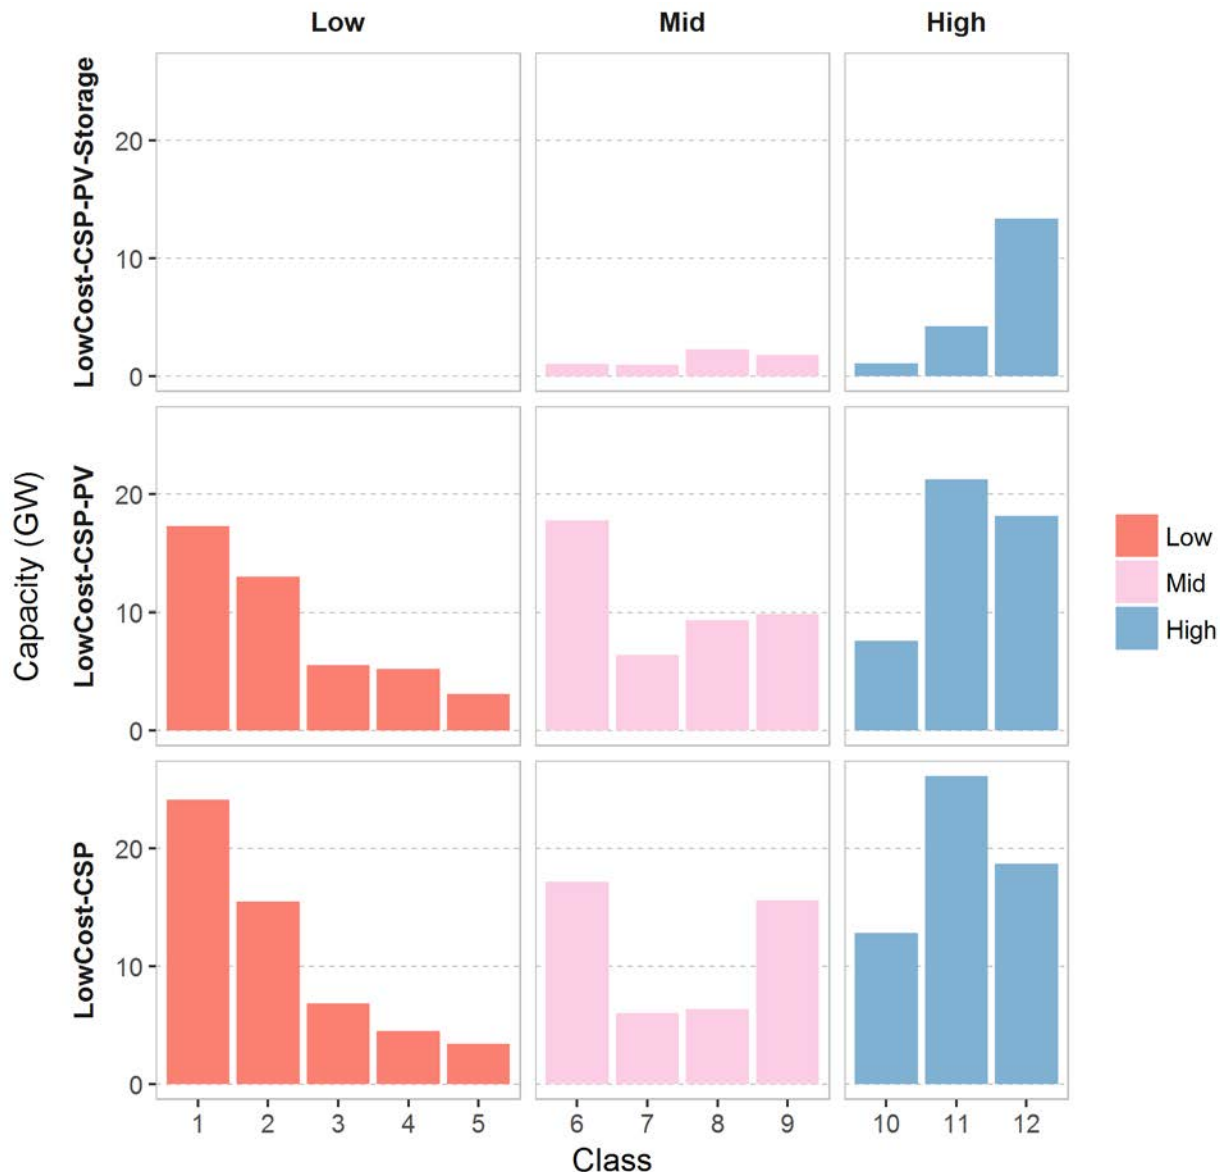 Low Mid High
LowCost-CSP-PV-Storage
20
10
0
LowCost-CSP-PV
20
10
0
Capacity (GW)
LowCost-CSP
20
10
0
1 2 3 4 5 6 7 8 9 10 11 12
Class
Low
Mid
High